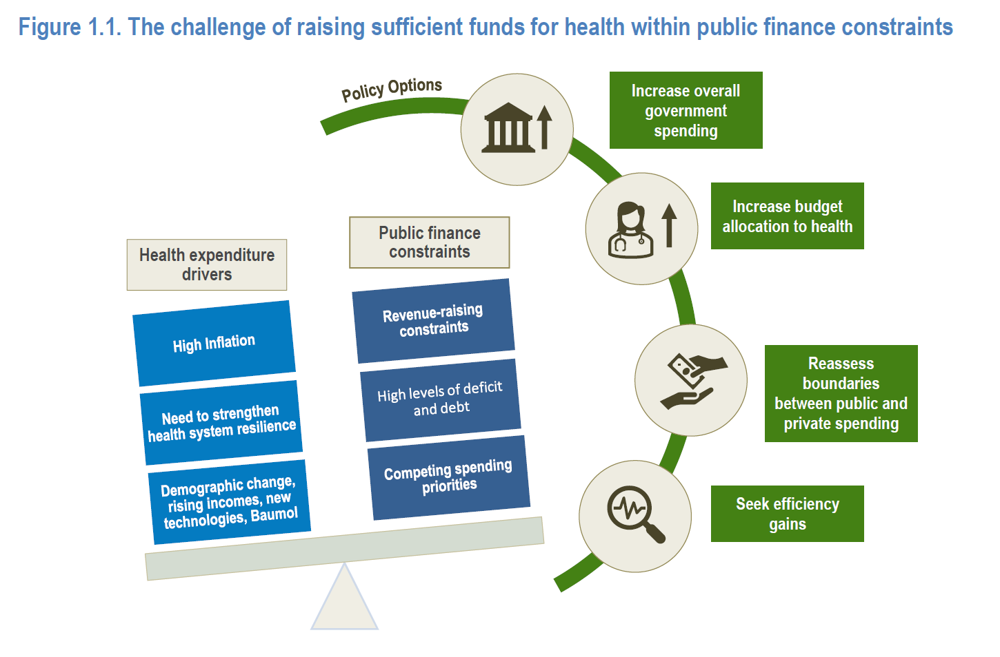 Figure 1.1. The challenge of raising sufficient funds for health within public finance constraints
Policy Options
Increase overall
government
spending
Increase budget
allocation to health
Reassess
boundaries
between public and
private spending
Seek efficiency
gains
Health expenditure
drivers
High Inflation
Need to strengthen
health system resilience
Demographic change,
rising incomes, new
technologies, Baumol
Public finance
constraints
Revenue-raising
constraints
High levels of deficit
and debt
Competing spending
priorities